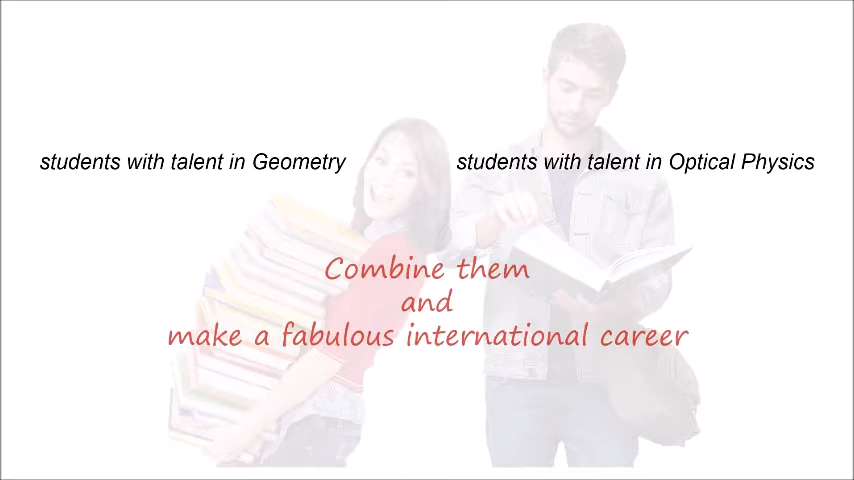 students with talent in Geometry
students with talent in Optical Physics
Combine them
and
make a fabulous international career